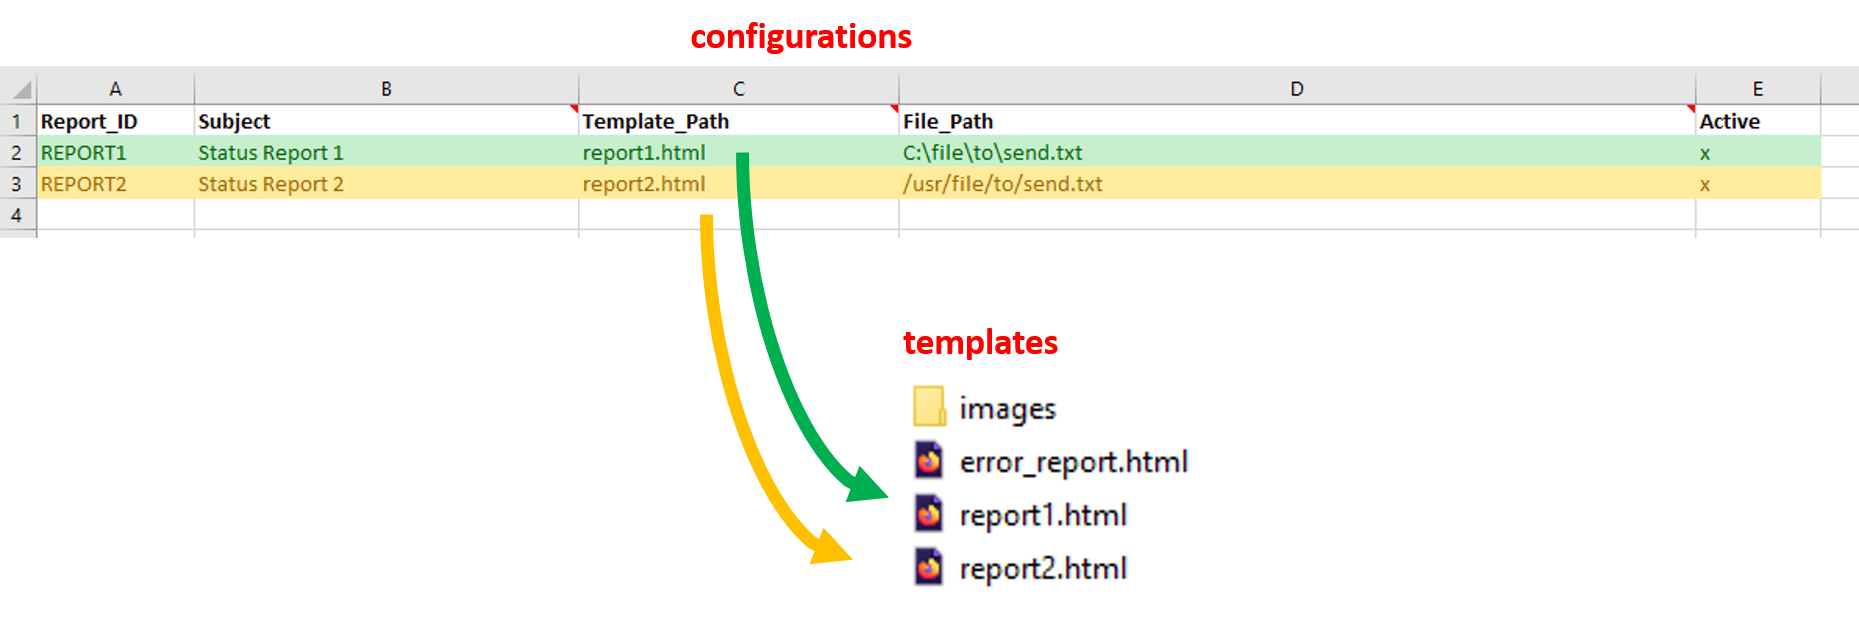 configurations
A B C D E
1 Report_ID Subject Template_Path File_Path Active
2 REPORT1 Status Report 1 report1.html C:\file\to\send.txt x
3 REPORT2 Status Report 2 report2.html /usr/file/to/send.txt x
4
templates
images
error_report.html
report1.html
report2.html